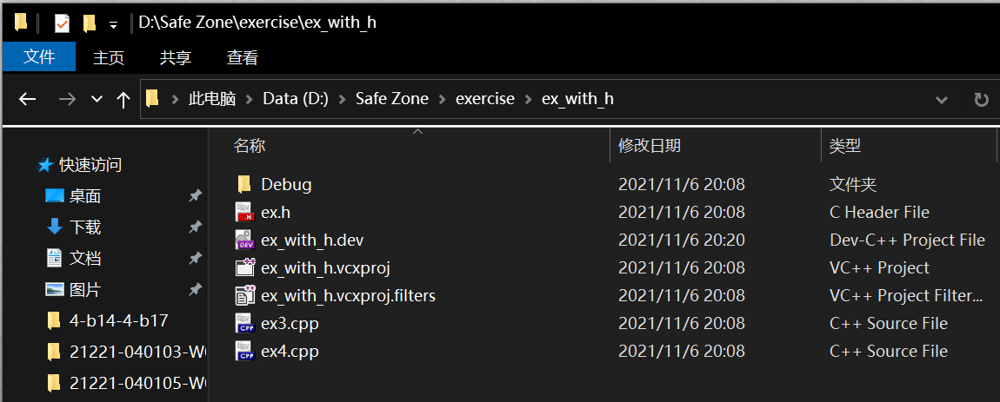 D:\Safe Zone\exercise\ex_with_h
文件 主页 共享 查看
此电脑 > Data (D:) > Safe Zone > exercise > ex_with_h
名称 修改日期 类型
快速访问
桌面
下载
文档
图片
4-b14-4-b17
21221-040103-W
21221-040105-W
Debug 2021/11/6 20:08 文件夹
ex.h 2021/11/6 20:08 C Header File
ex_with_h.dev 2021/11/6 20:20 Dev-C++ Project File
ex_with_h.vcxproj 2021/11/6 20:08 VC++ Project
ex_with_h.vcxproj.filters 2021/11/6 20:08 VC++ Project Filter...
ex3.cpp 2021/11/6 20:08 C++ Source File
ex4.cpp 2021/11/6 20:08 C++ Source File